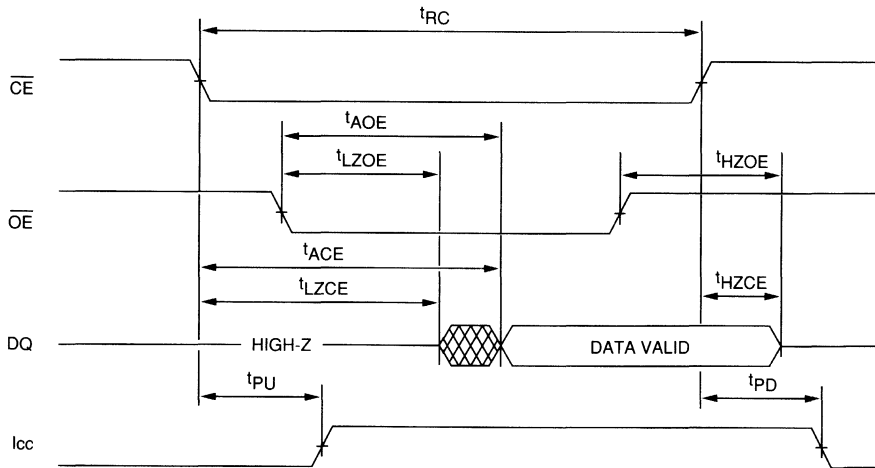 tRC
CE
tAOE
tLZOE
tHZOE
OE
tACE
tLZCE
tHZCE
DQ
HIGH-Z
DATA VALID
tPU
tPD
Icc